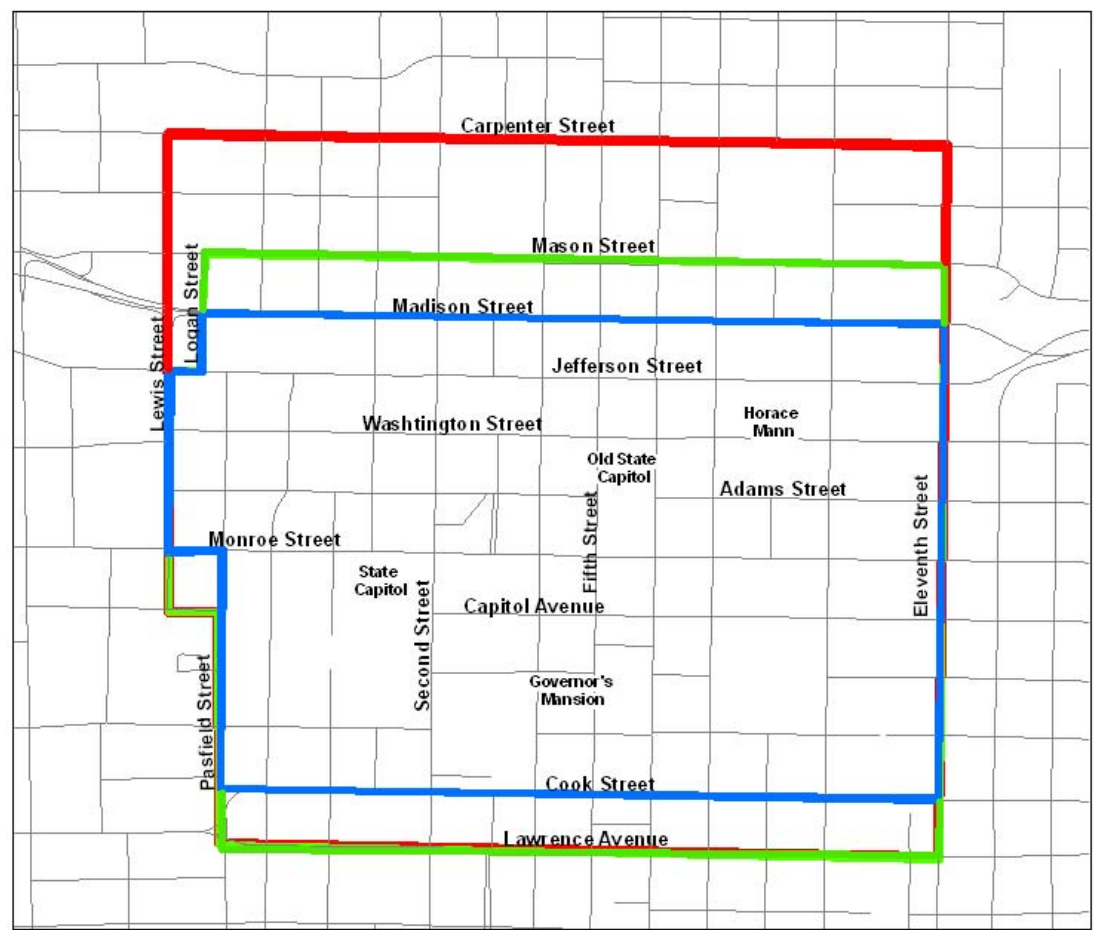 Carpenter Street
Mason Street
Logan Street
Madison Street
Lewis Street
Jefferson Street
Horace
Mann
Washtington Street
Old State
Capitol
Adams Street
Fifth Street
Eleventh Street
Monroe Street
State
Capitol
Second Street
Capitol Avenue
Governor's
Mansion
Pasfield Street
Cook Street
Lawrence Avenue